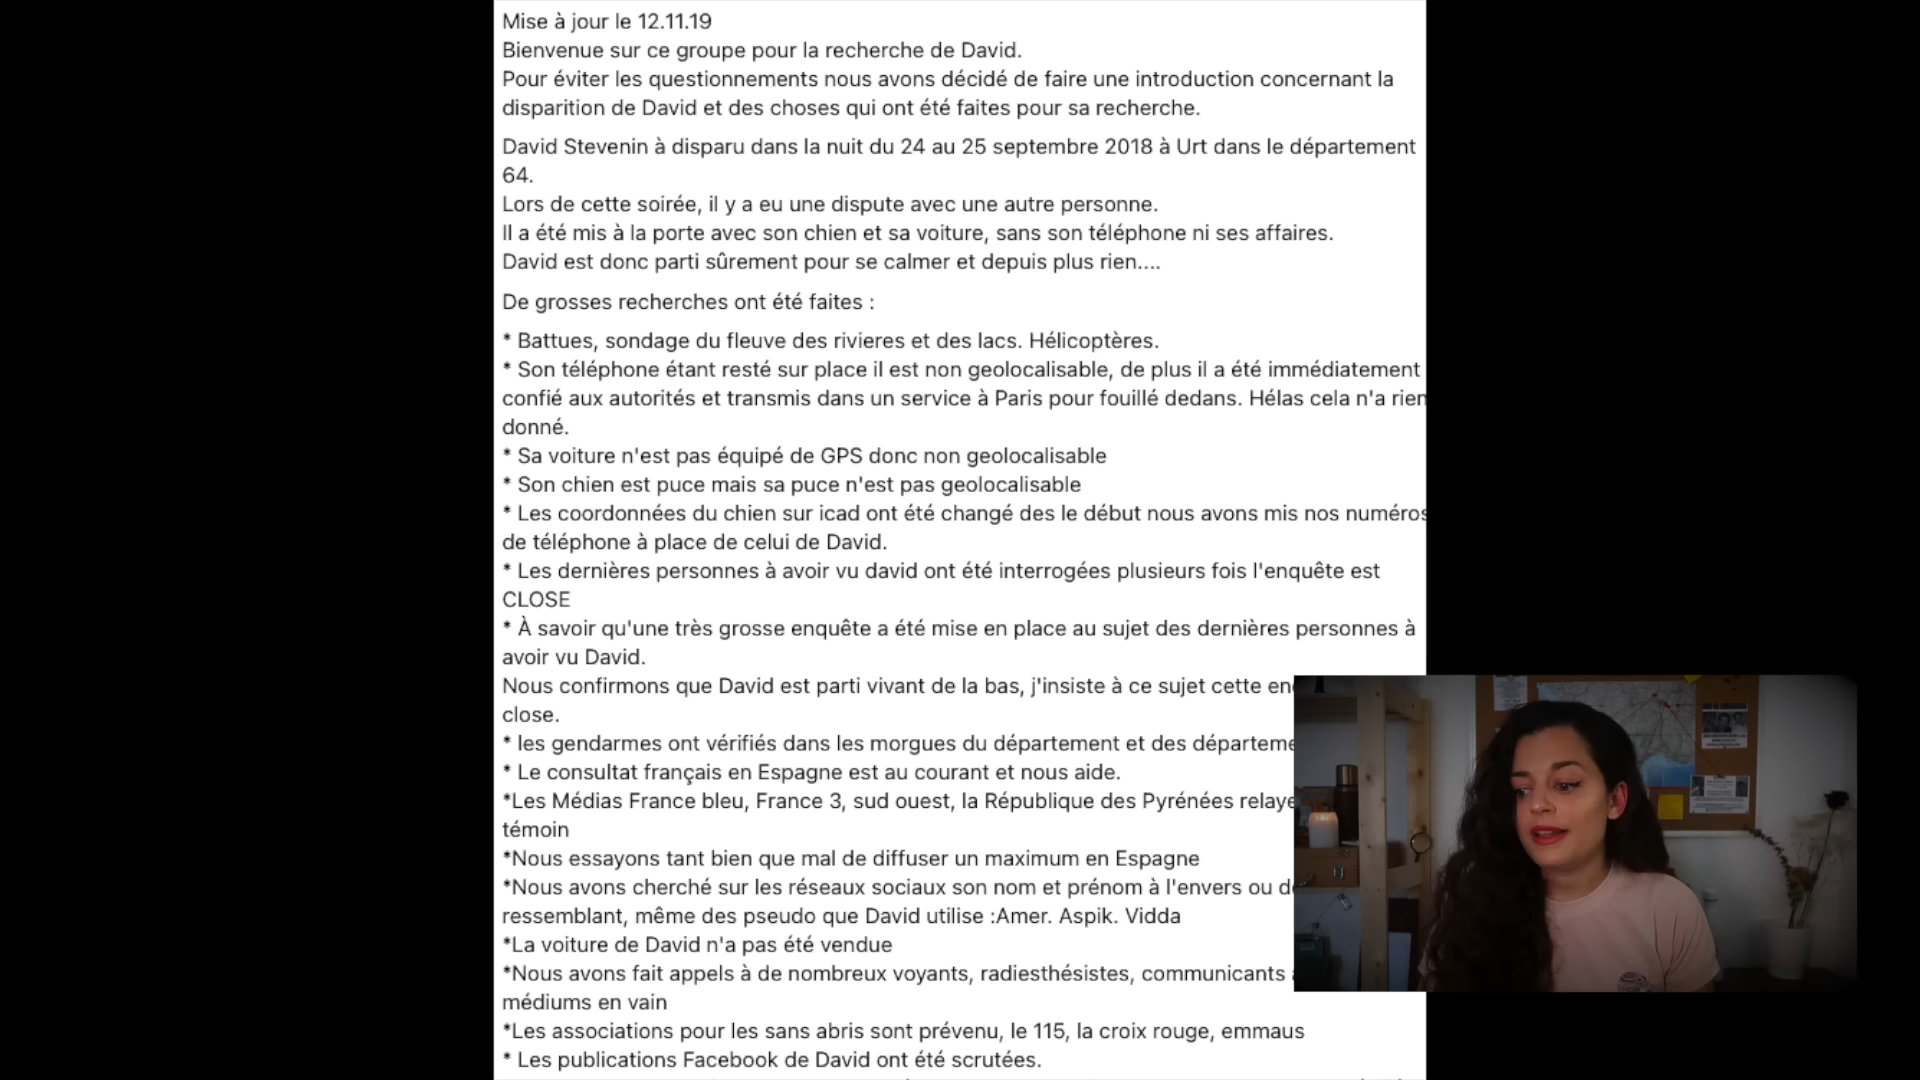 Mise à jour le 12.11.19
Bienvenue sur ce groupe pour la recherche de David.
Pour éviter les questionnements nous avons décidé de faire une introduction concernant la
disparition de David et des choses qui ont été faites pour sa recherche.
David Stevenin à disparu dans la nuit du 24 au 25 septembre 2018 à Urt dans le département
64.
Lors de cette soirée, il y a eu une dispute avec une autre personne.
Il a été mis à la porte avec son chien et sa voiture, sans son téléphone ni ses affaires.
David est donc parti sûrement pour se calmer et depuis plus rien....
De grosses recherches ont été faites :
* Battues, sondage du fleuve des rivieres et des lacs. Hélicoptères.
* Son téléphone étant resté sur place il est non geolocalisable, de plus il a été immédiatement
confié aux autorités et transmis dans un service à Paris pour fouillé dedans. Hélas cela n'a rien
donné.
* Sa voiture n'est pas équipé de GPS donc non geolocalisable
* Son chien est puce mais sa puce n'est pas geolocalisable
* Les coordonnées du chien sur icad ont été changé des le début nous avons mis nos numéros
de téléphone à place de celui de David.
* Les dernières personnes à avoir vu david ont été interrogées plusieurs fois l'enquête est
CLOSE
* À savoir qu'une très grosse enquête a été mise en place au sujet des dernières personnes à
avoir vu David.
Nous confirmons que David est parti vivant de la bas, j'insiste à ce sujet cette en
close.
* les gendarmes ont vérifiés dans les morgues du département et des départeme
* Le consultat français en Espagne est au courant et nous aide.
*Les Médias France bleu, France 3, sud ouest, la République des Pyrénées relaye
témoin
*Nous essayons tant bien que mal de diffuser un maximum en Espagne
*Nous avons cherché sur les réseaux sociaux son nom et prénom à l'envers ou d
ressemblant, même des pseudo que David utilise :Amer. Aspik. Vidda
*La voiture de David n'a pas été vendue
*Nous avons fait appels à de nombreux voyants, radiesthésistes, communicants
médiums en vain
*Les associations pour les sans abris sont prévenu, le 115, la croix rouge, emmaus
* Les publications Facebook de David ont été scrutées.